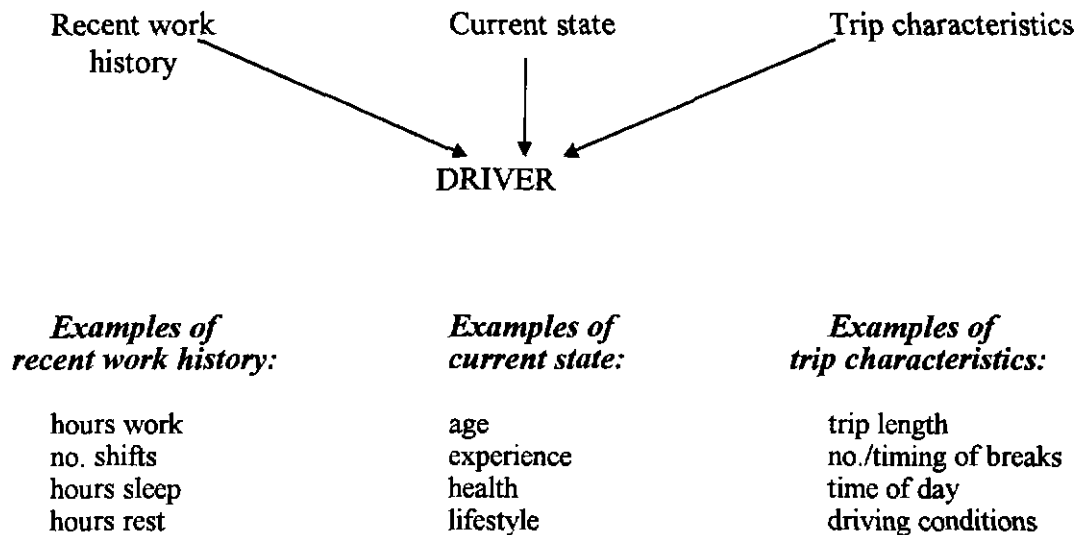 Recent work
history
Current state
Trip characteristics
DRIVER
Examples of
recent work history:
Examples of
current state:
Examples of
trip characteristics:
hours work
no. shifts
hours sleep
hours rest
age
experience
health
lifestyle
trip length
no./timing of breaks
time of day
driving conditions